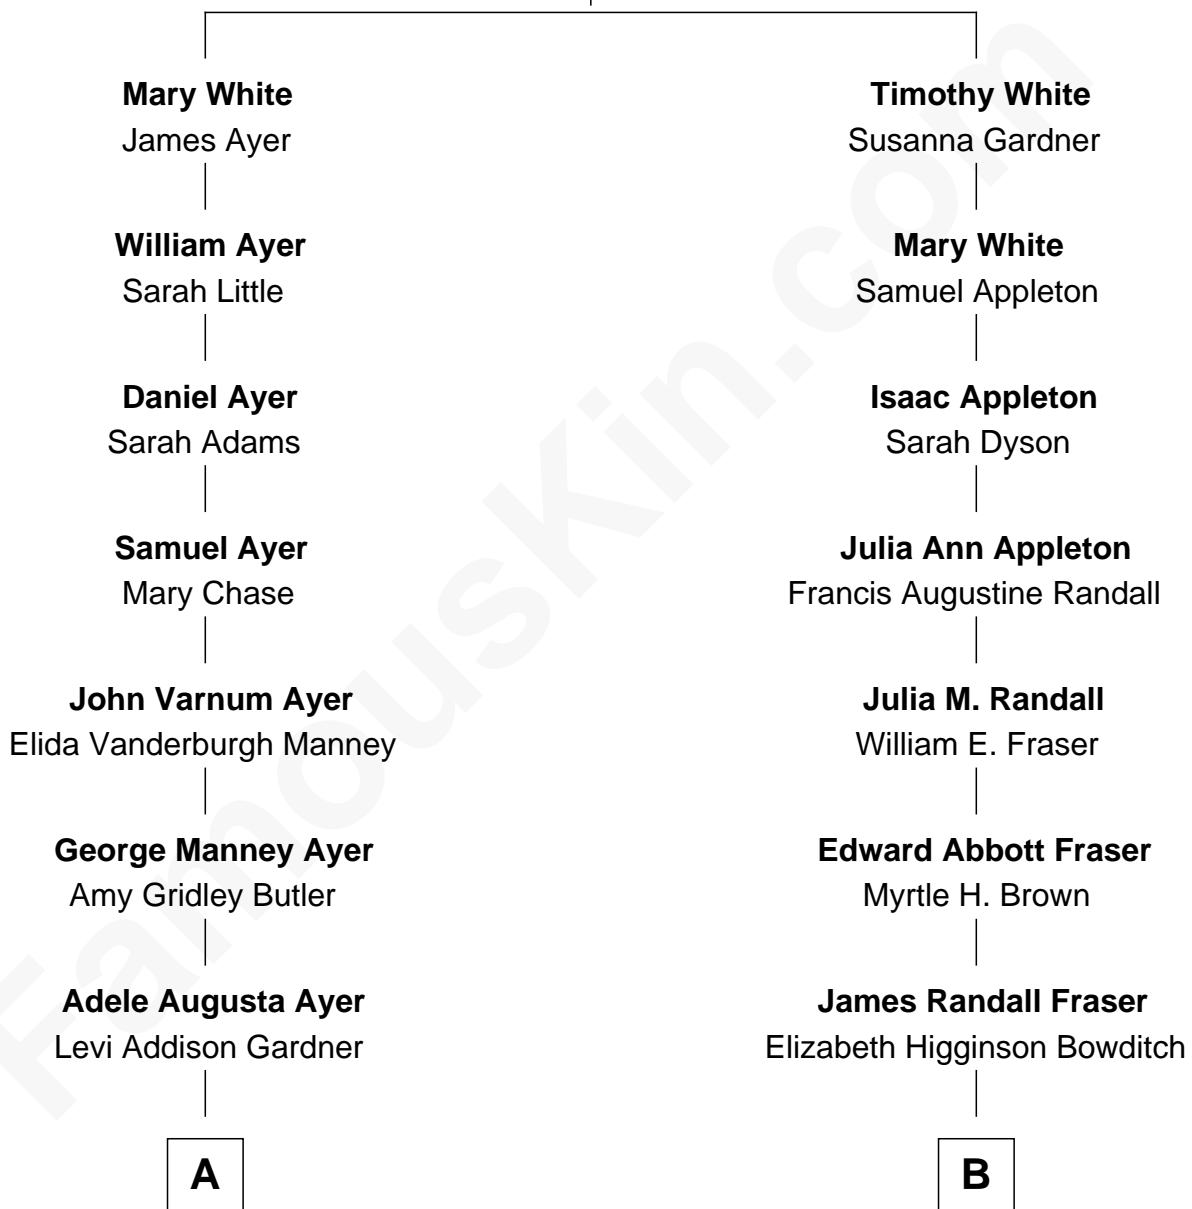 Mary White
James Ayer
William Ayer
Sarah Little
Daniel Ayer
Sarah Adams
Samuel Ayer
Mary Chase
John Varnum Ayer
Elida Vanderburgh Manney
George Manney Ayer
Amy Gridley Butler
Adele Augusta Ayer
Levi Addison Gardner
A
Timothy White
Susanna Gardner
Mary White
Samuel Appleton
Isaac Appleton
Sarah Dyson
Julia Ann Appleton
Francis Augustine Randall
Julia M. Randall
William E. Fraser
Edward Abbott Fraser
Myrtle H. Brown
James Randall Fraser
Elizabeth Higginson Bowditch
B
FamousKin.com